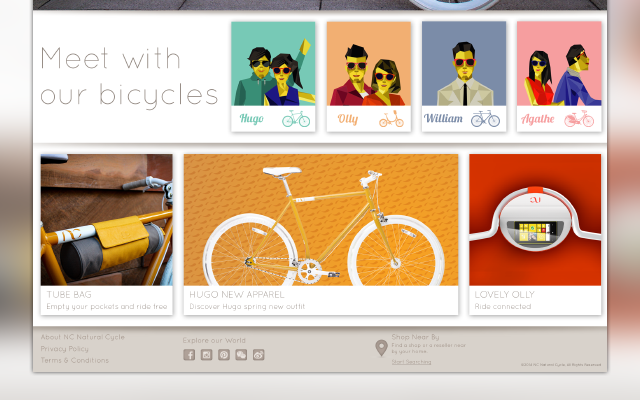 Meet with
our bicycles
Hugo
Olly
William
Agathe
TUBE BAG
Empty your pockets and ride free
HUGO NEW APPAREL
Discover Hugo spring new outfit
LOVELY OLLY
Ride connected
About NC Natural Cycle
Privacy Policy
Terms & Conditions
Explore our World
Shop Near By
Find a shop or a reseller near
by your home.
Start Searching